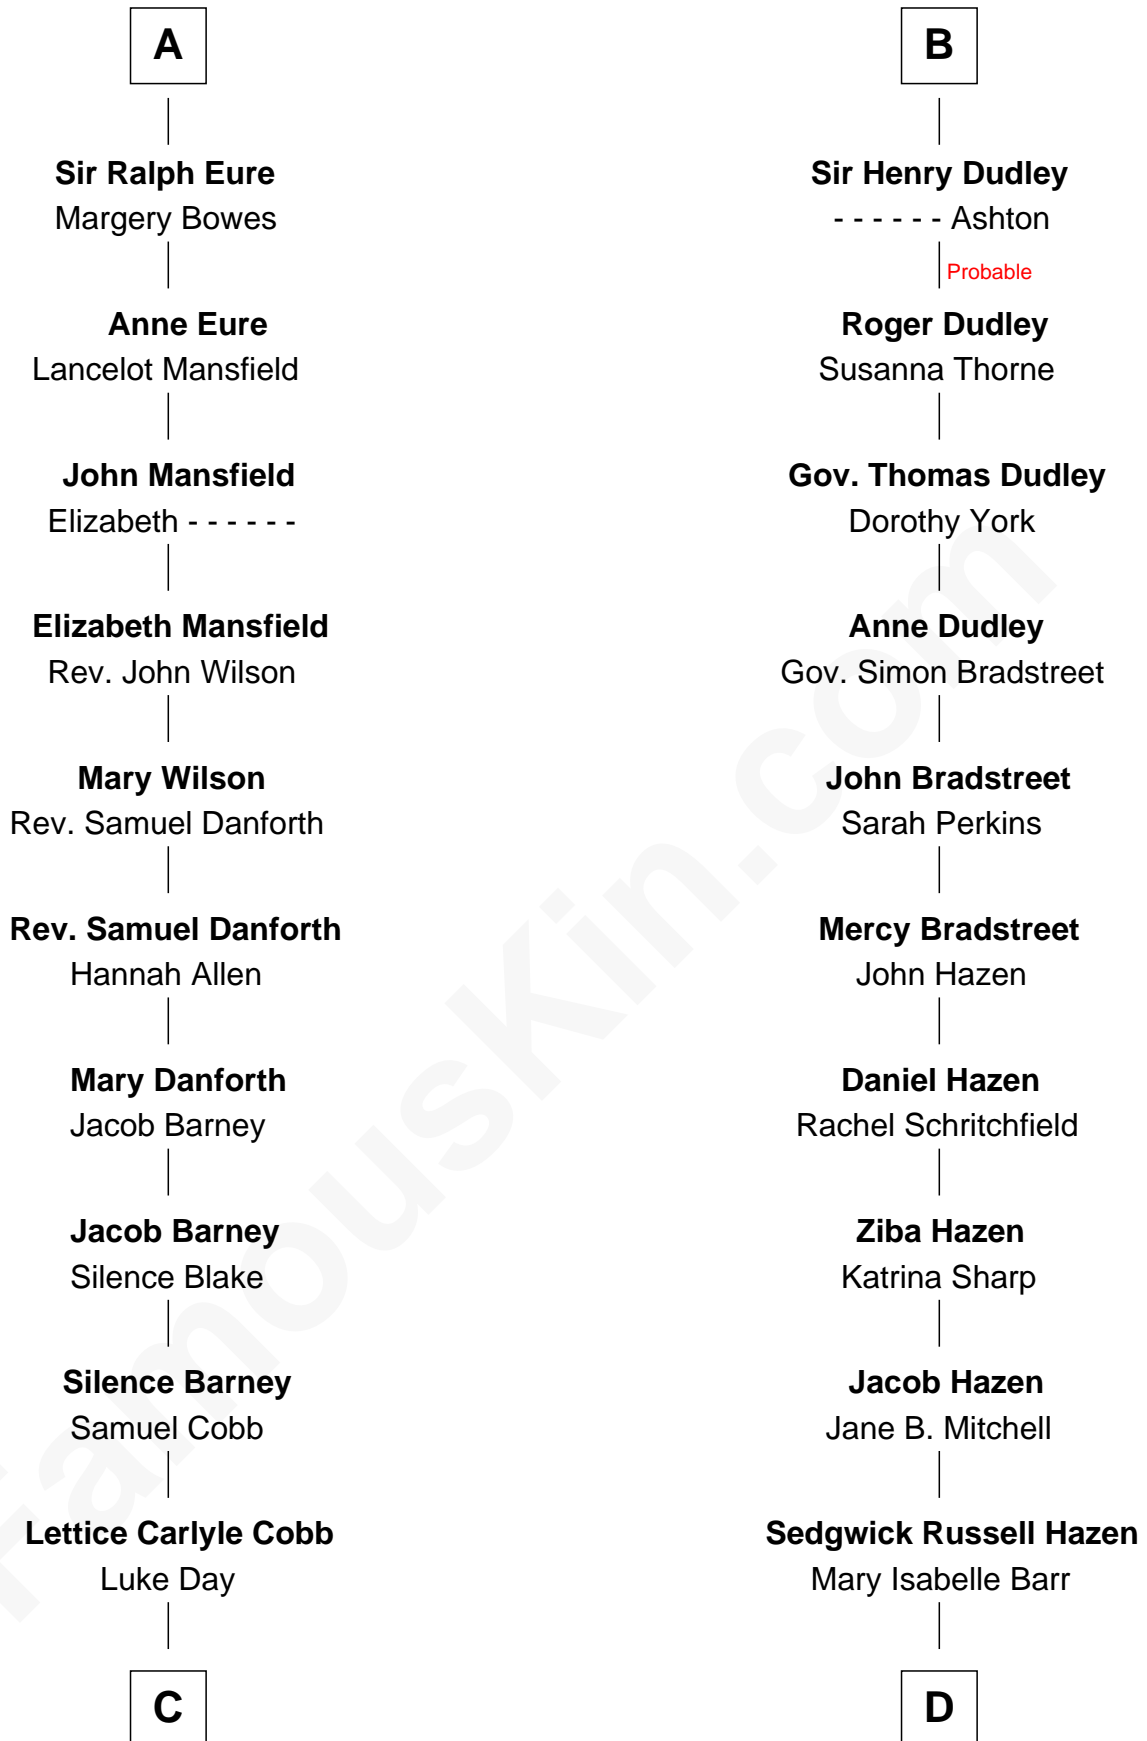 A
Sir Ralph Eure
Margery Bowes
Anne Eure
Lancelot Mansfield
John Mansfield
Elizabeth - - - - - -
Elizabeth Mansfield
Rev. John Wilson
Mary Wilson
Rev. Samuel Danforth
Rev. Samuel Danforth
Hannah Allen
Mary Danforth
Jacob Barney
Jacob Barney
Silence Blake
Silence Barney
Samuel Cobb
Lettice Carlyle Cobb
Luke Day
C
B
Sir Henry Dudley
- - - - - - Ashton
Probable
Roger Dudley
Susanna Thorne
Gov. Thomas Dudley
Dorothy York
Anne Dudley
Gov. Simon Bradstreet
John Bradstreet
Sarah Perkins
Mercy Bradstreet
John Hazen
Daniel Hazen
Rachel Schritchfield
Ziba Hazen
Katrina Sharp
Jacob Hazen
Jane B. Mitchell
Sedgwick Russell Hazen
Mary Isabelle Barr
D
FamousKin.com